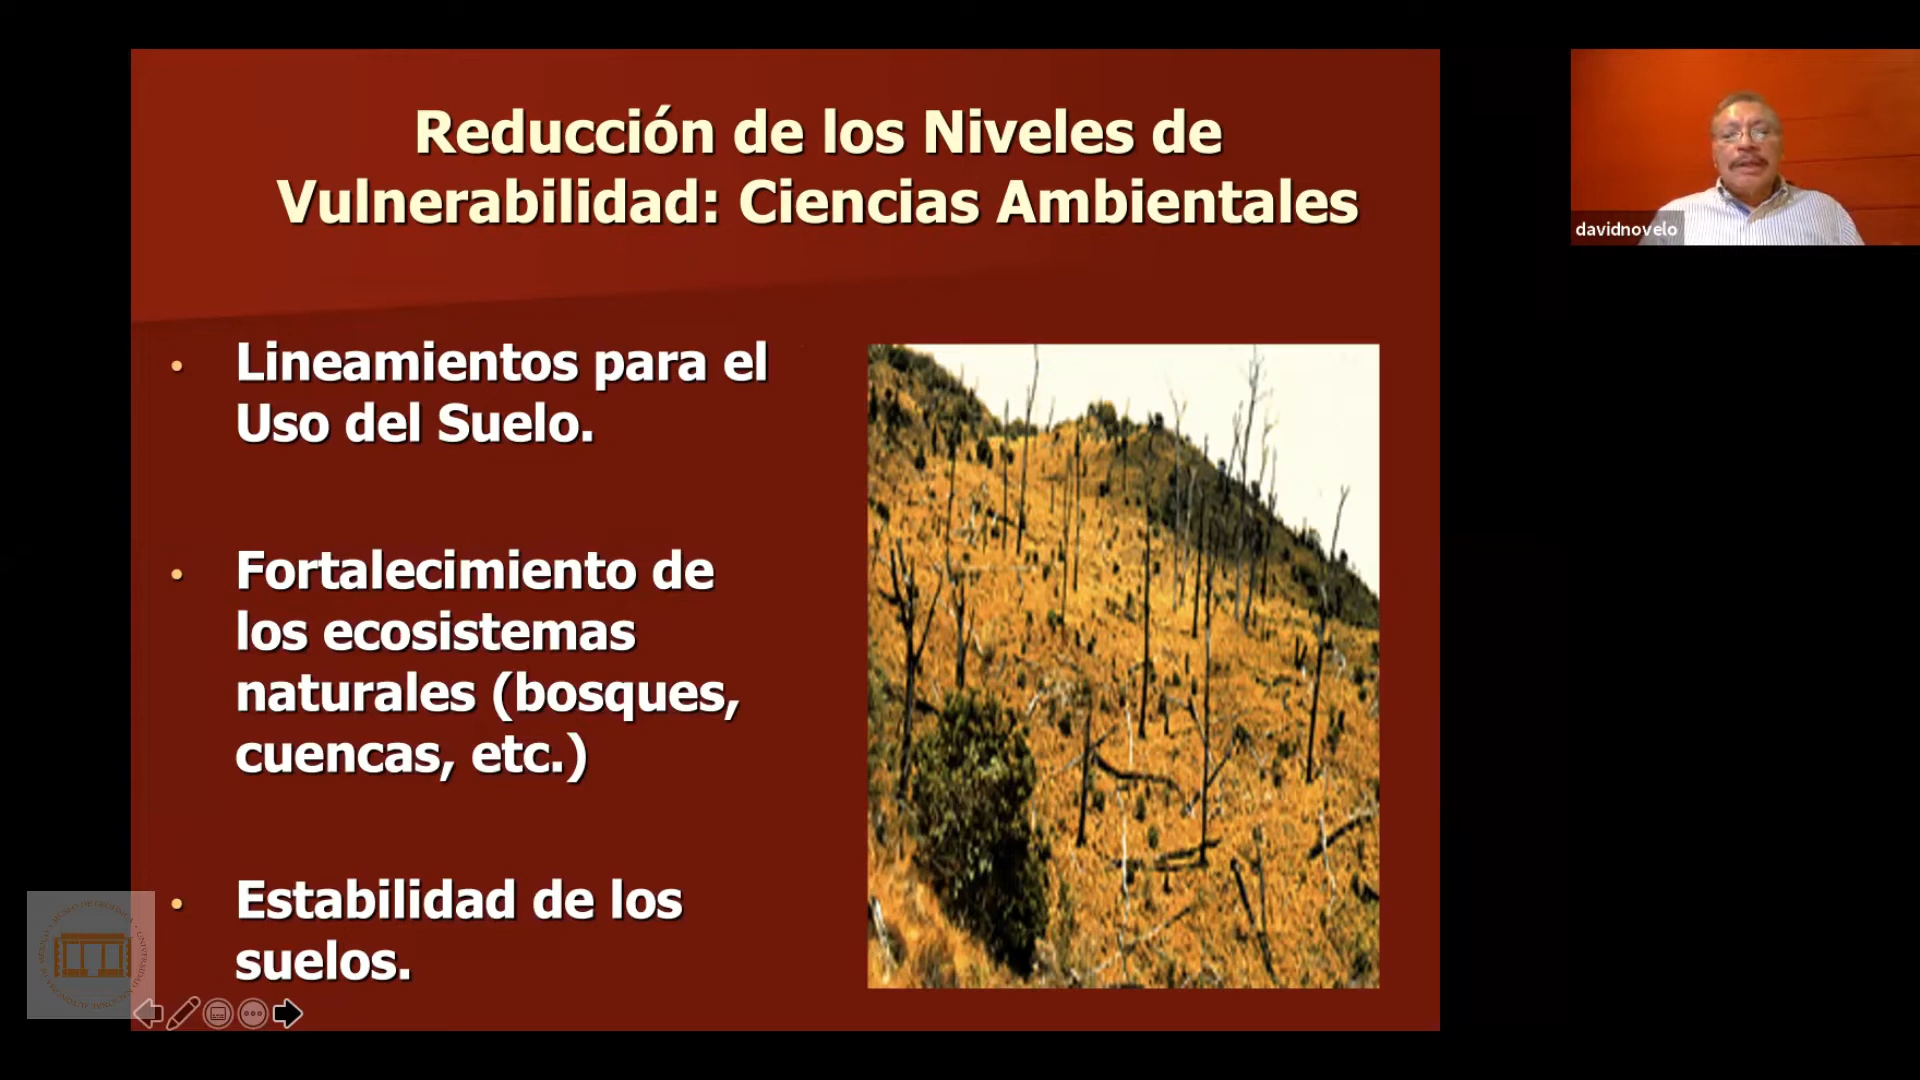 Reducción de los Niveles de
Vulnerabilidad: Ciencias Ambientales
• Lineamientos para el
Uso del Suelo.
• Fortalecimiento de
los ecosistemas
naturales (bosques,
cuencas, etc.)
• Estabilidad de los
suelos.
davidnovelo